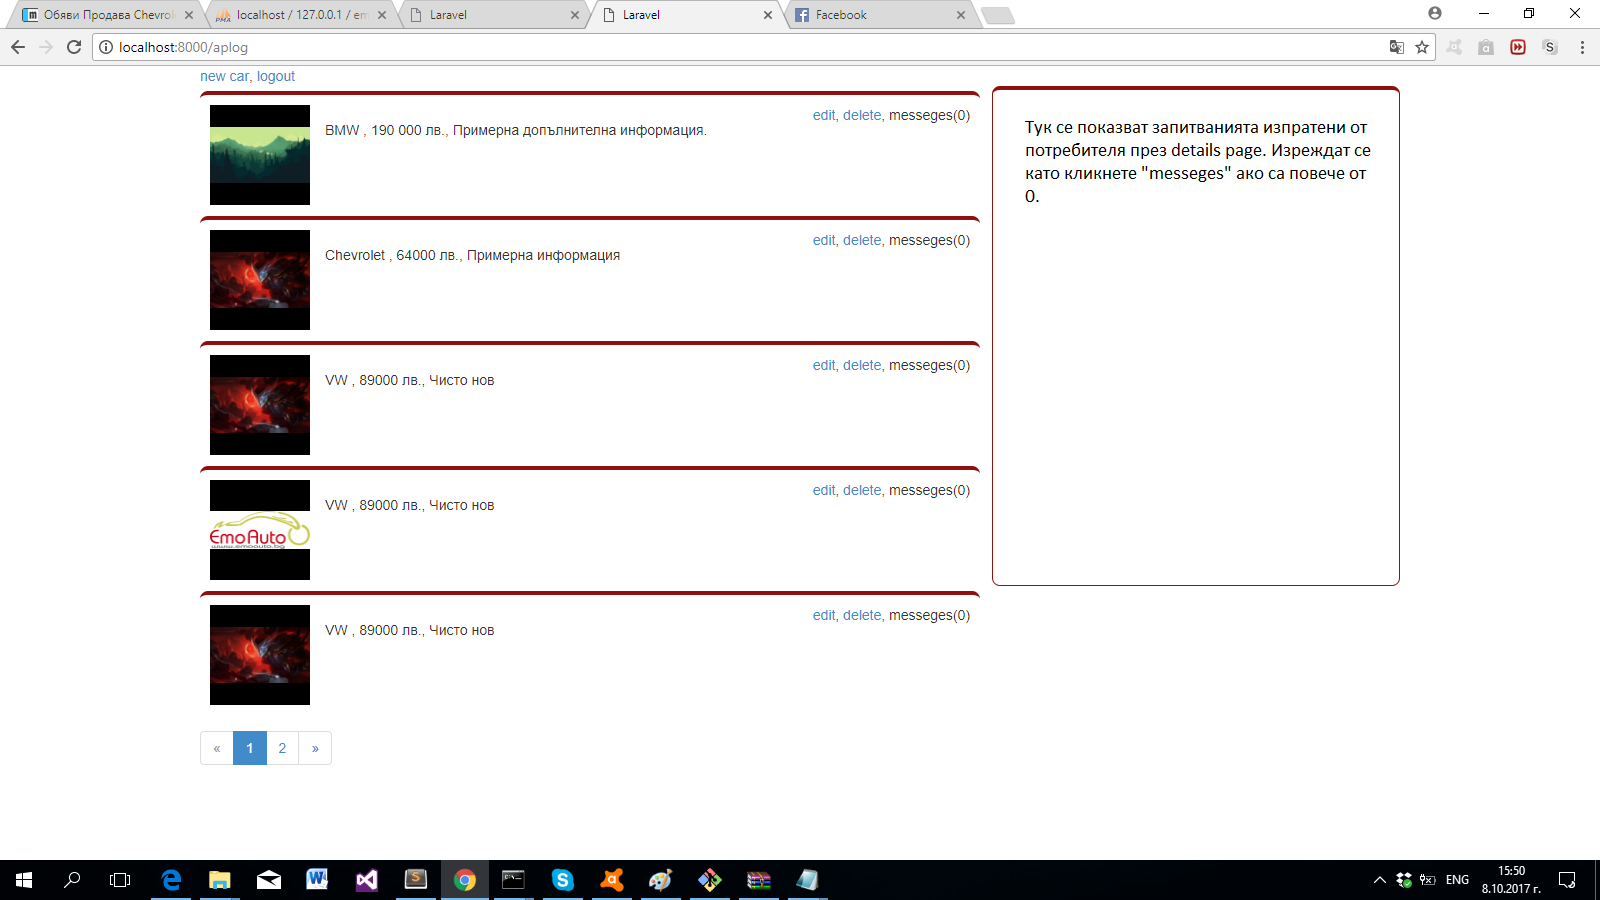 Обяви Продава Chevrol
localhost / 127.0.0.1 / em
Laravel
Laravel
Facebook
localhost:8000/aplog
new car, logout
BMW , 190 000 лв., Примерна допълнителна информация.
edit, delete, messeges(0)
Chevrolet , 64000 лв., Примерна информация
edit, delete, messeges(0)
VW , 89000 лв., Чисто нов
edit, delete, messeges(0)
EmoAuto
www.emoauto.bg
VW , 89000 лв., Чисто нов
edit, delete, messeges(0)
VW , 89000 лв., Чисто нов
edit, delete, messeges(0)
« 1 2 »
Тук се показват запитванията изпратени от
потребителя през details page. Изреждат се
като кликнете "messeges" ако са повече от
0.
ENG
15:50
8.10.2017 г.